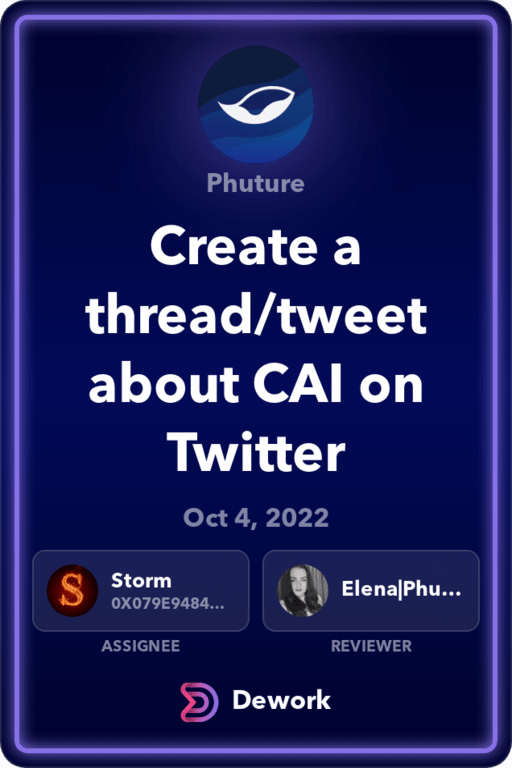 Phuture
Create a
thread/tweet
about CAI on
Twitter
Oct 4, 2022
S
Storm
0X079E9484...
Elena|Phu...
ASSIGNEE
REVIEWER
Dework